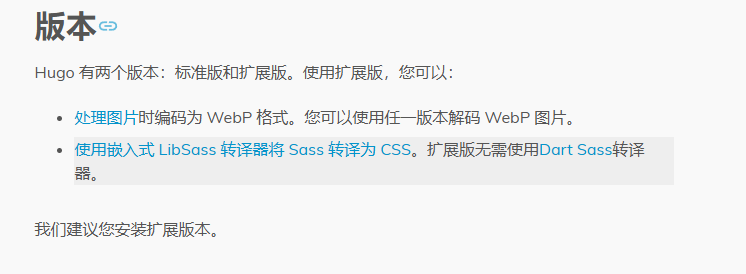 版本
Hugo 有两个版本：标准版和扩展版。使用扩展版，您可以：
处理图片时编码为 WebP 格式。您可以使用任一版本解码 WebP 图片。
使用嵌入式 LibSass 转译器将 Sass 转译为 CSS。扩展版无需使用Dart Sass转译
器。
我们建议您安装扩展版本。